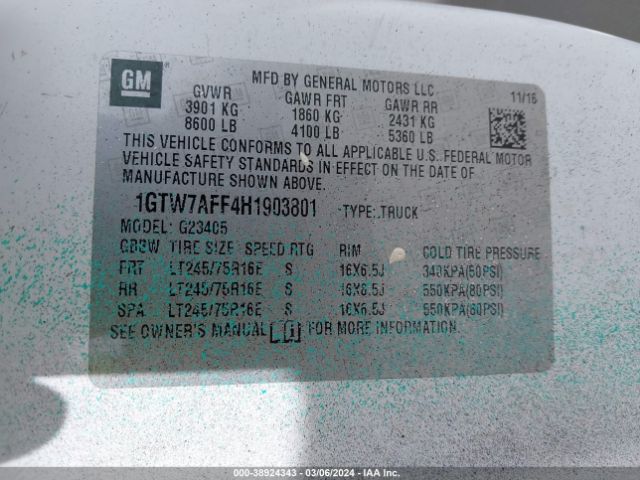 GM
MFD BY GENERAL MOTORS LLC
11/16
GVWR GAWR FRT GAWR RR
3901 KG 1860 KG 2431 KG
8600 LB 4100 LB 5360 LB
THIS VEHICLE CONFORMS TO ALL APPLICABLE U.S. FEDERAL MOTOR
VEHICLE SAFETY STANDARDS IN EFFECT ON THE DATE OF
MANUFACTURE SHOWN ABOVE.
1GTW7AFF4H1903801 TYPE: TRUCK
MODEL: G23405
TIRE SIZE SPEED RTG RIM COLD TIRE PRESSURE
FRT LT245/75R16E S 16X6.5J 340KPA(50PSI)
RR LT245/75R16E S 16X6.5J 550KPA(80PSI)
SPA LT245/75R16E S 16X6.5J 550KPA(80PSI)
SEE OWNER'S MANUAL FOR MORE INFORMATION.
IAA 360° (000-38924343 | 03/06/2024 - IAA Inc.